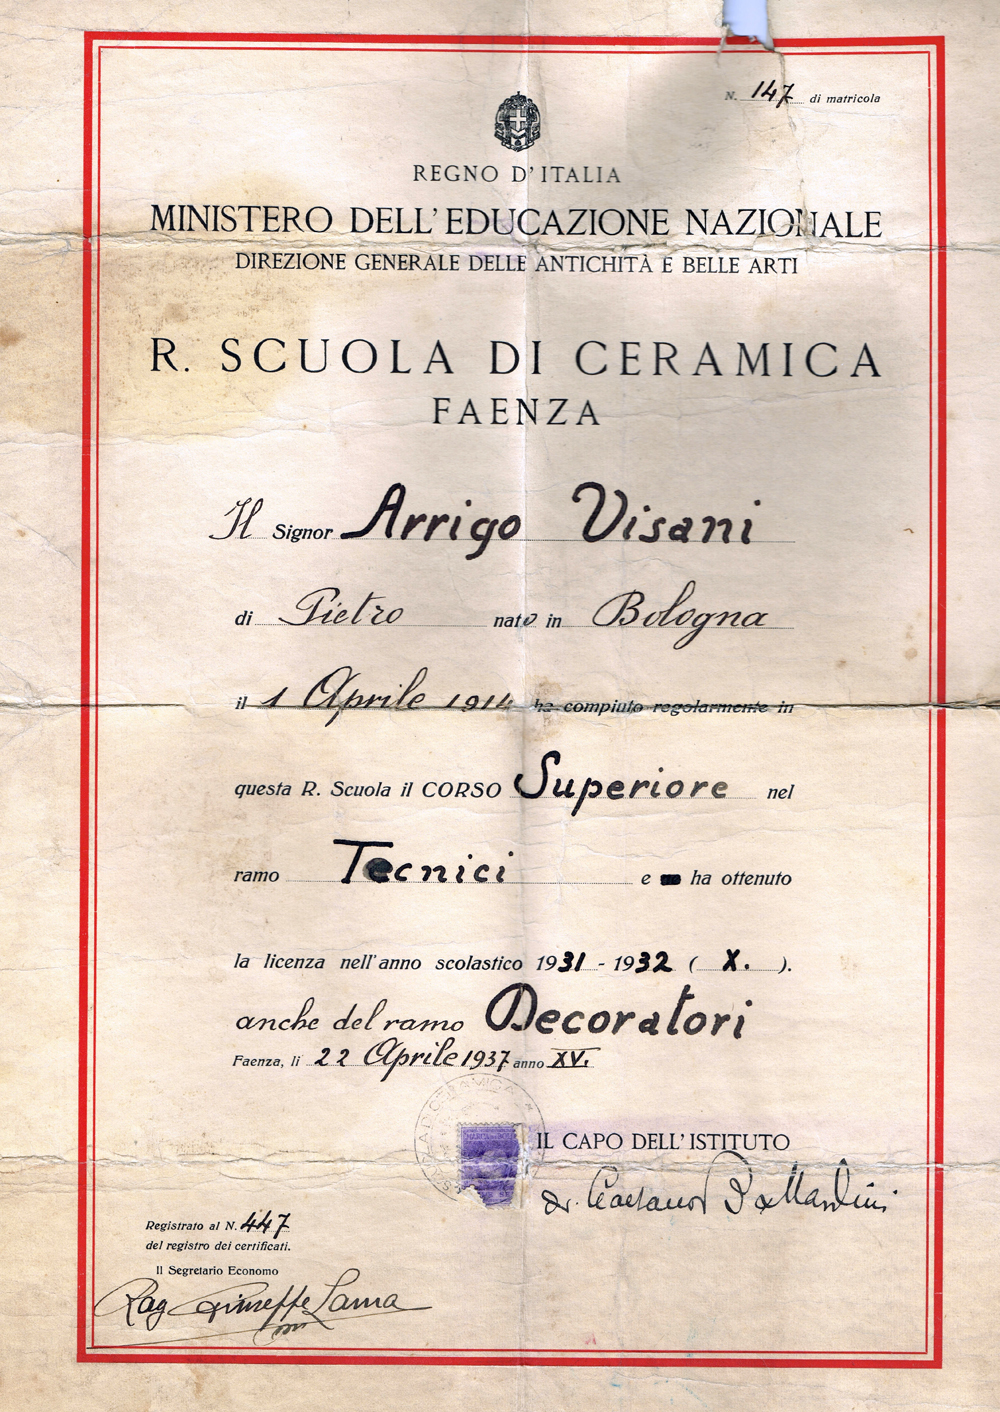 N. 147 di matricola
REGNO D'ITALIA
MINISTERO DELL'EDUCAZIONE NAZIONALE
DIREZIONE GENERALE DELLE ANTICHITÀ E BELLE ARTI
R. SCUOLA DI CERAMICA
FAENZA
Il Signor Arrigo Visani
di Pietro nato in Bologna
il 1 Aprile 1914 ha compiuto regolarmente in
questa R. Scuola il CORSO Superiore nel
ramo Tecnici e ha ottenuto
la licenza nell'anno scolastico 1931 - 1932 ( X. ).
anche del ramo Decoratori
Faenza, li 22 Aprile 1937 anno XV.
IL CAPO DELL'ISTITUTO
dr. Gaetano Ballardini
Registrato al N. 447
del registro dei certificati.
Il Segretario Economo
Rag Giuseppe Lama